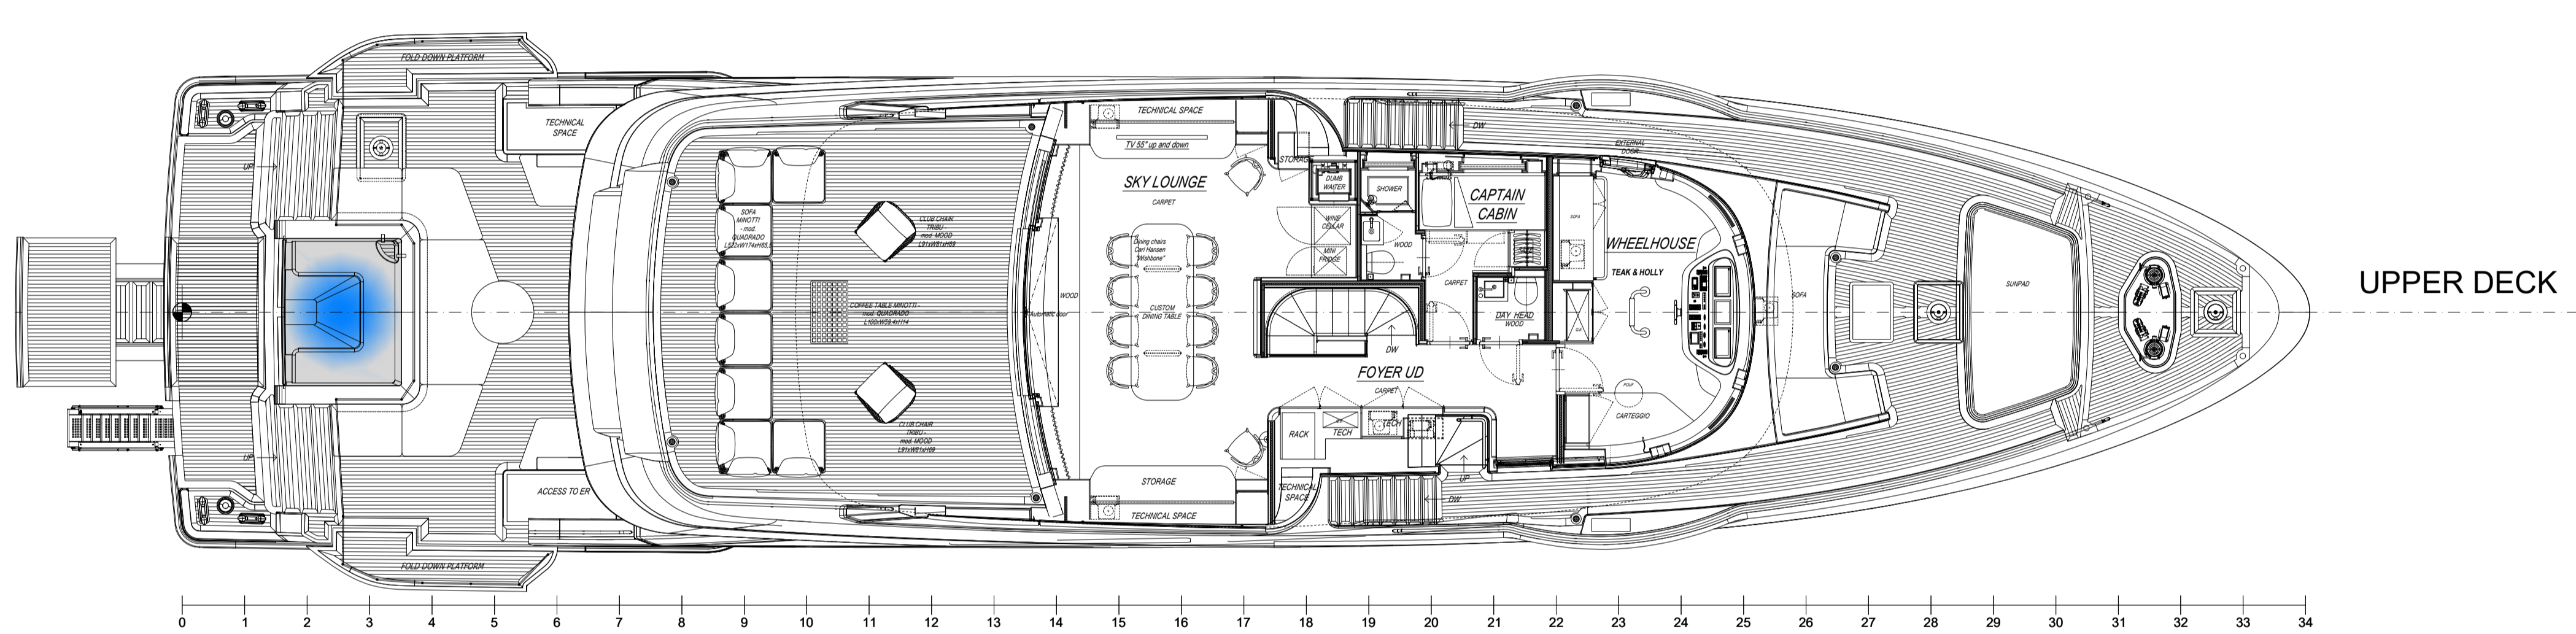 FOLD DOWN PLATFORM
TECHNICAL
SPACE
UP
TECHNICAL SPACE
TV 55" up and down
SKY LOUNGE
CARPET
STORAGE
DUMB
WAITER
SHOWER
CAPTAIN
CABIN
DW
EXTERNAL
DOOR
SOFA
MINOTTI
- mod.
QUADRADO
CLUB CHAIR
TRIBU -
mod. MOOD
L91xW81xH69
Dining chairs
Carl Hansen
"Wishbone"
WINE
CELLAR
MINI
FRIDGE
WOOD
SOFA
WHEELHOUSE
TEAK & HOLLY
UPPER DECK
COFFEE TABLE MINOTTI -
mod. QUADRADO
WOOD
Automatic door
CUSTOM
DINING TABLE
CARPET
DAY HEAD
WOOD
SOFA
SUNPAD
DW
FOYER UD
CARPET
POUF
CARTEGGIO
CLUB CHAIR
TRIBU -
mod. MOOD
L91xW81xH69
RACK
TECH
TECH
UP
UP
ACCESS TO ER
STORAGE
TECHNICAL SPACE
TECHNICAL
SPACE
DW
FOLD DOWN PLATFORM
0 1 2 3 4 5 6 7 8 9 10 11 12 13 14 15 16 17 18 19 20 21 22 23 24 25 26 27 28 29 30 31 32 33 34